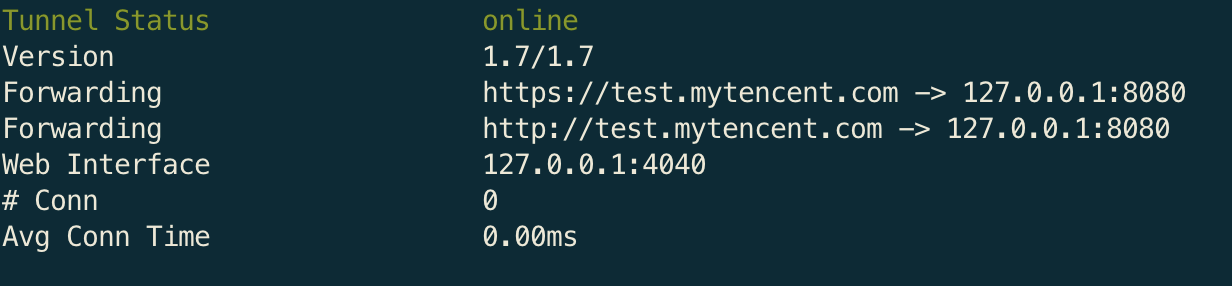 Tunnel Status online
Version 1.7/1.7
Forwarding https://test.mytencent.com -> 127.0.0.1:8080
Forwarding http://test.mytencent.com -> 127.0.0.1:8080
Web Interface 127.0.0.1:4040
# Conn 0
Avg Conn Time 0.00ms